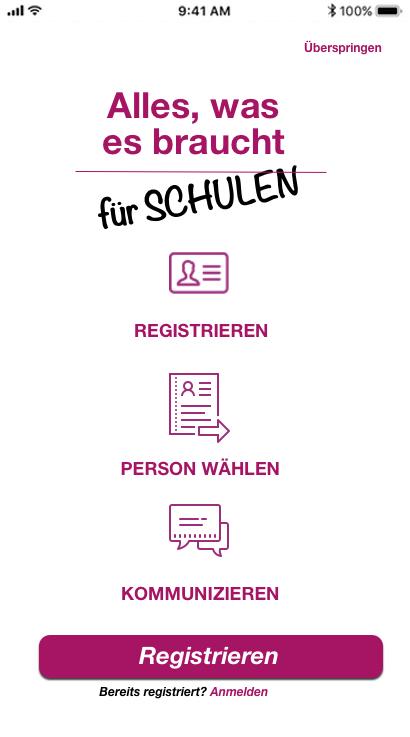 9:41 AM
100%
Überspringen
Alles, was
es braucht
für SCHULEN
REGISTRIEREN
PERSON WÄHLEN
KOMMUNIZIEREN
Registrieren
Bereits registriert? Anmelden